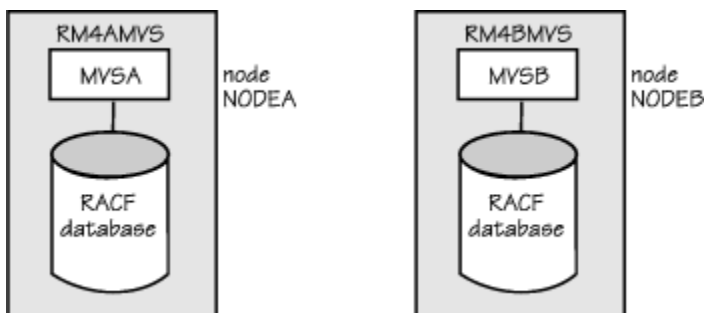 RM4AMVS
MVSA
node
NODEA
RACF
database
RM4BMVS
MVSB
node
NODEB
RACF
database